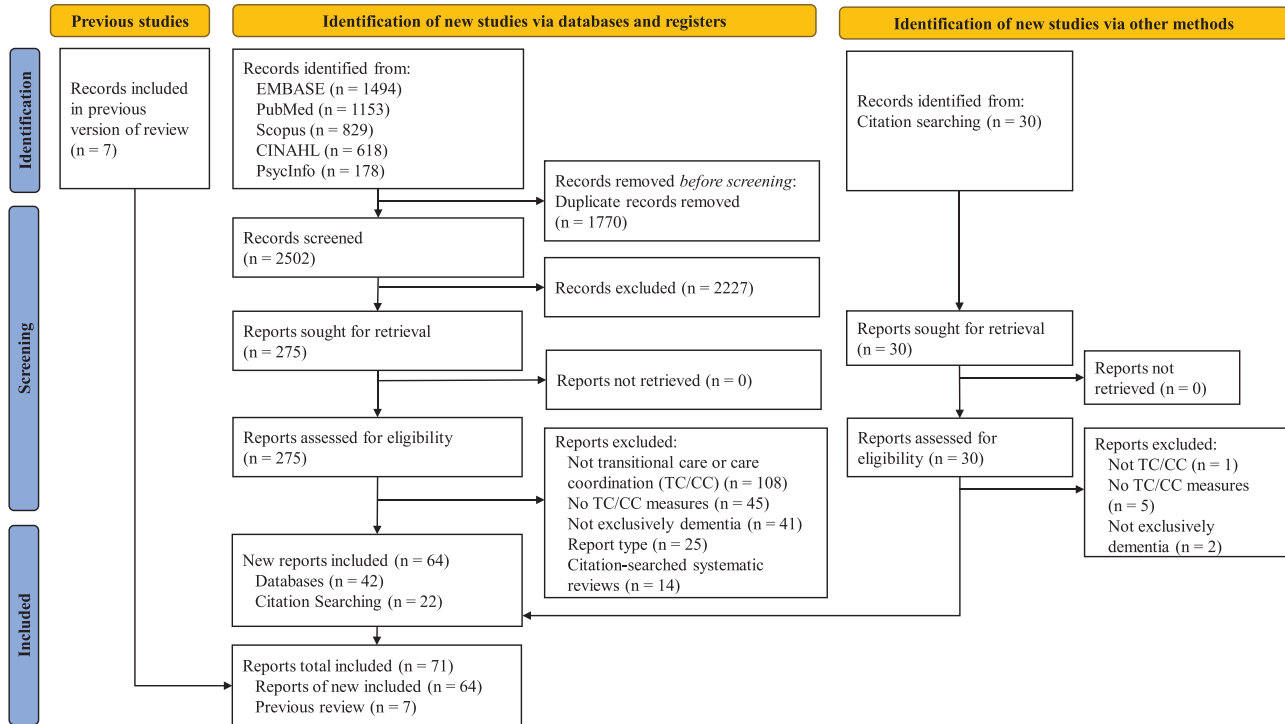 Previous studies
Identification of new studies via databases and registers
Identification of new studies via other methods
Identification
Records included
in previous
version of review
(n = 7)
Records identified from:
EMBASE (n = 1494)
PubMed (n = 1153)
Scopus (n = 829)
CINAHL (n = 618)
PsycInfo (n = 178)
Records removed before screening:
Duplicate records removed
(n = 1770)
Records identified from:
Citation searching (n = 30)
Screening
Records screened
(n = 2502)
Records excluded (n = 2227)
Reports sought for retrieval
(n = 275)
Reports not retrieved (n = 0)
Reports sought for retrieval
(n = 30)
Reports not
retrieved (n = 0)
Reports assessed for eligibility
(n = 275)
Reports excluded:
Not transitional care or care
coordination (TC/CC) (n = 108)
No TC/CC measures (n = 45)
Not exclusively dementia (n = 41)
Report type (n = 25)
Citation-searched systematic
reviews (n = 14)
Reports assessed for
eligibility (n = 30)
Reports excluded:
Not TC/CC (n = 1)
No TC/CC measures
(n = 5)
Not exclusively
dementia (n = 2)
Included
New reports included (n = 64)
Databases (n = 42)
Citation Searching (n = 22)
Reports total included (n = 71)
Reports of new included (n = 64)
Previous review (n = 7)